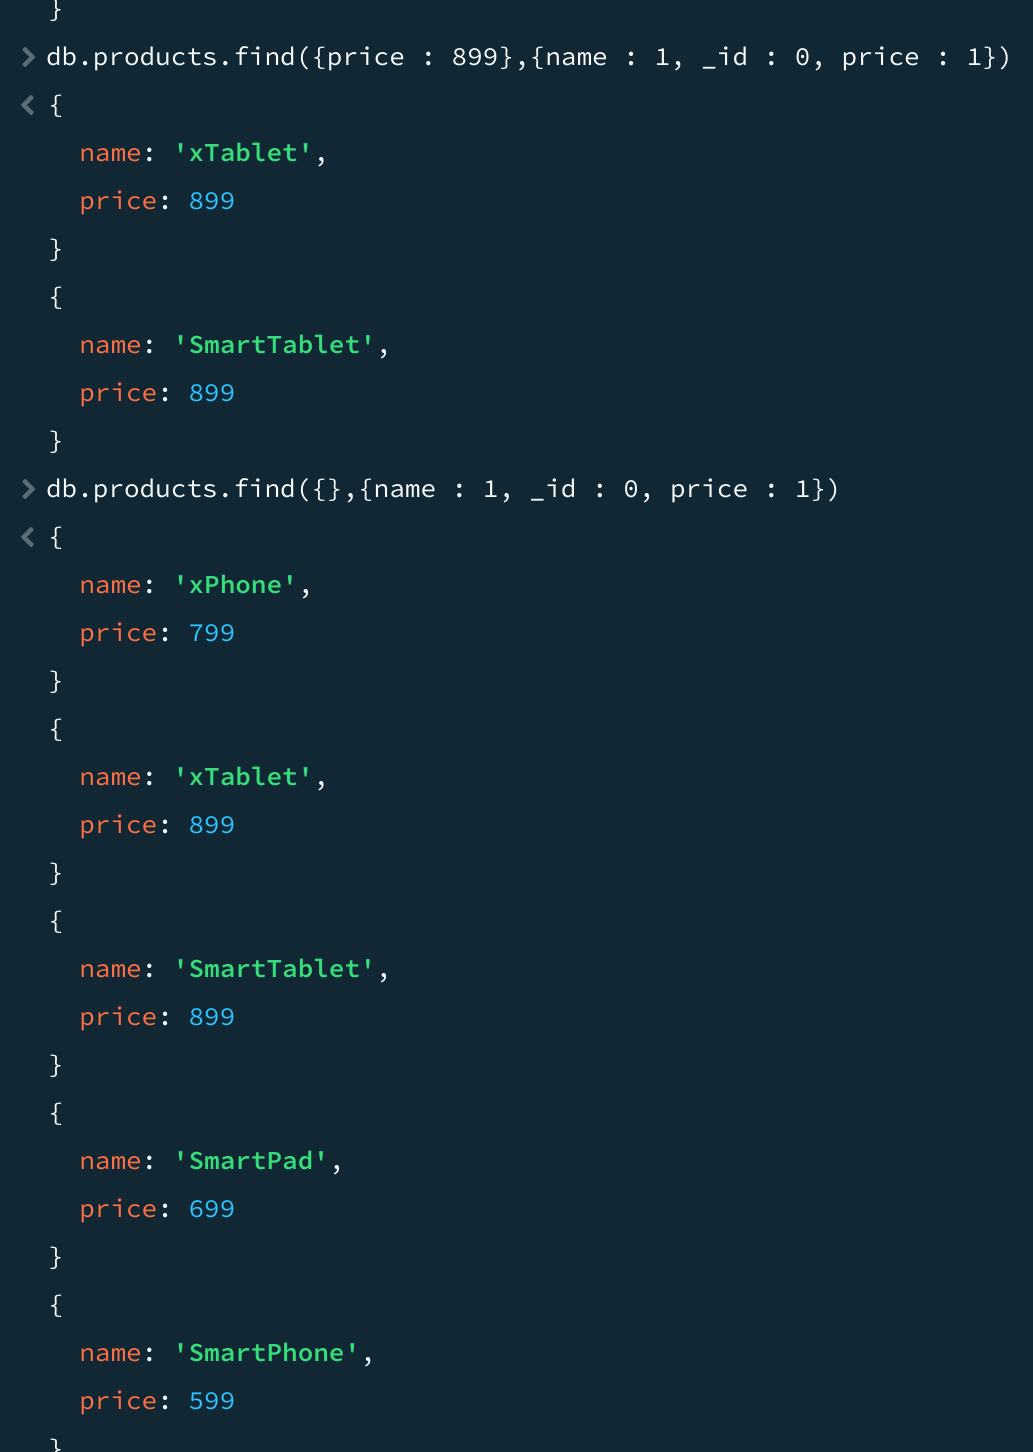 }
> db.products.find({price : 899},{name : 1, _id : 0, price : 1})
< {
name: 'xTablet',
price: 899
}
{
name: 'SmartTablet',
price: 899
}
> db.products.find({},{name : 1, _id : 0, price : 1})
< {
name: 'xPhone',
price: 799
}
{
name: 'xTablet',
price: 899
}
{
name: 'SmartTablet',
price: 899
}
{
name: 'SmartPad',
price: 699
}
{
name: 'SmartPhone',
price: 599
}